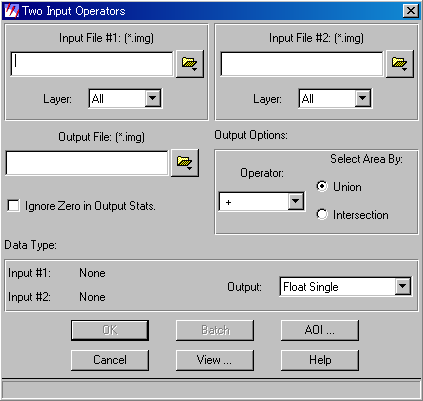 Two Input Operators
Input File #1: (*.img)
Input File #2: (*.img)
Layer: All
Layer: All
Output File: (*.img)
Output Options:
Select Area By:
Operator:
+
Union
Intersection
Ignore Zero in Output Stats.
Data Type:
Input #1: None
Input #2: None
Output: Float Single
OK
Batch
AOI ...
Cancel
View ...
Help